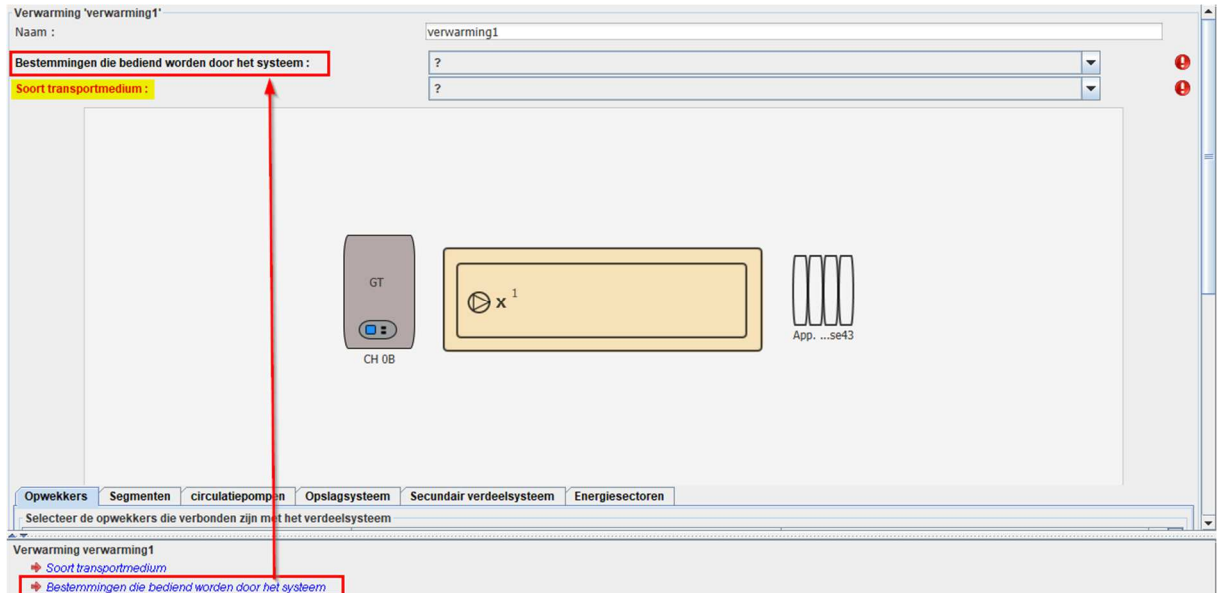 Verwarming 'verwarming1'
Naam :
verwarming1
Bestemmingen die bediend worden door het systeem :
?
Soort transportmedium :
?
GT
CH 0B
x 1
App. ...se43
Opwekkers
Segmenten
circulatiepompen
Opslagsysteem
Secundair verdeelsysteem
Energiesectoren
Selecteer de opwekkers die verbonden zijn met het verdeelsysteem
Verwarming verwarming1
Soort transportmedium
Bestemmingen die bediend worden door het systeem